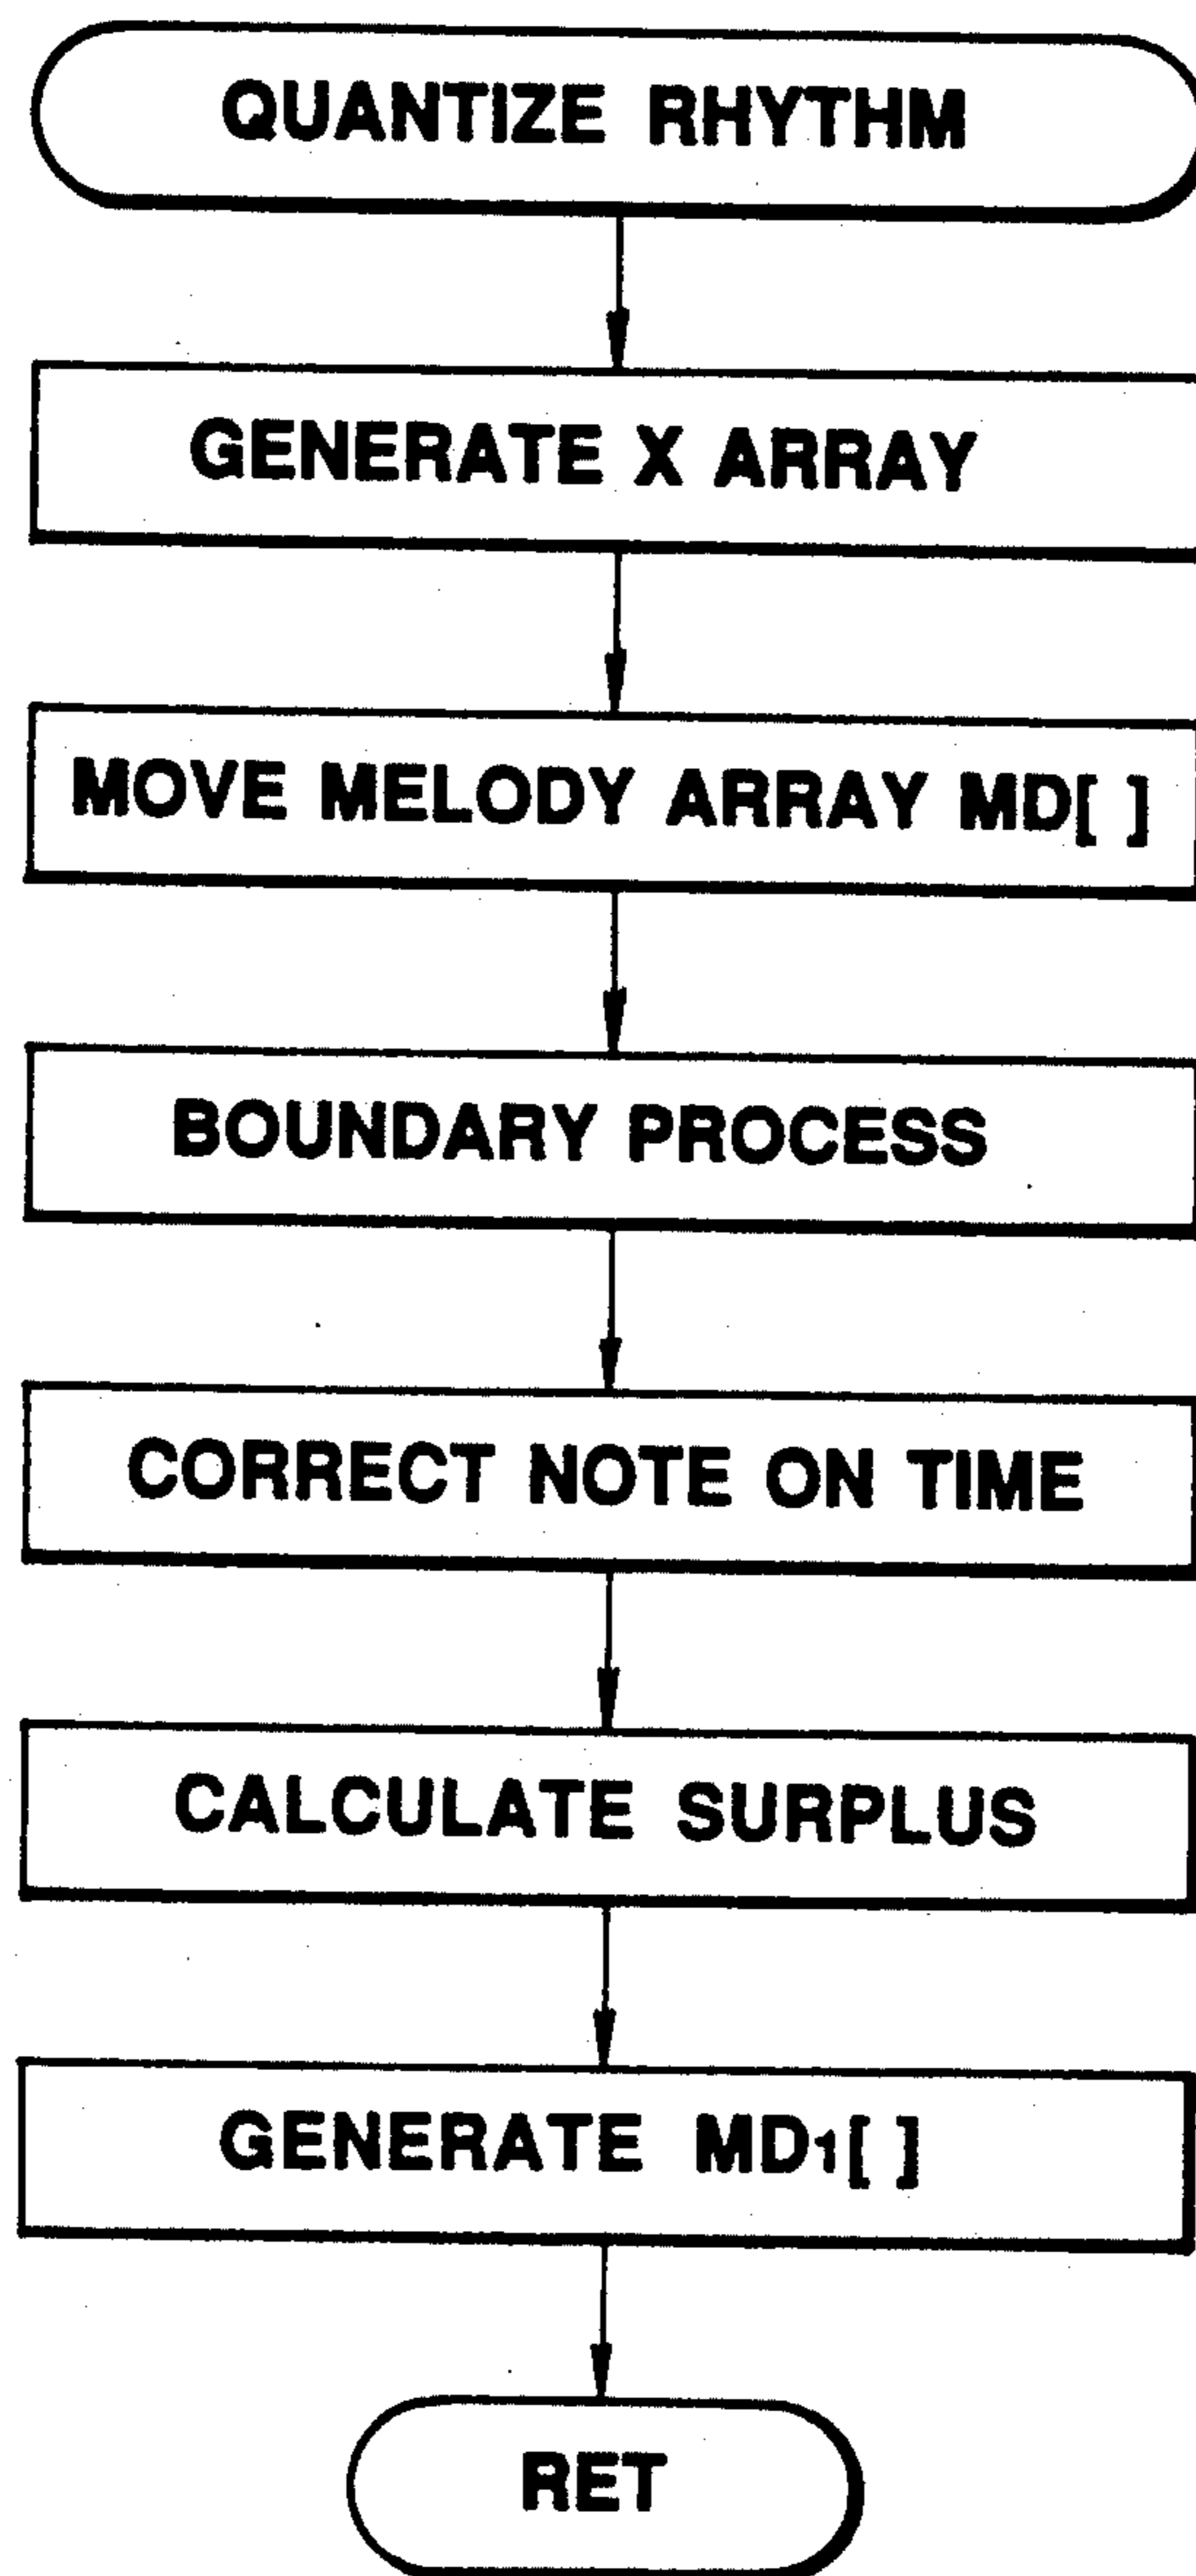 QUANTIZE RHYTHM
GENERATE X ARRAY
MOVE MELODY ARRAY MD[ ]
BOUNDARY PROCESS
CORRECT NOTE ON TIME
CALCULATE SURPLUS
GENERATE MD1[ ]
RET